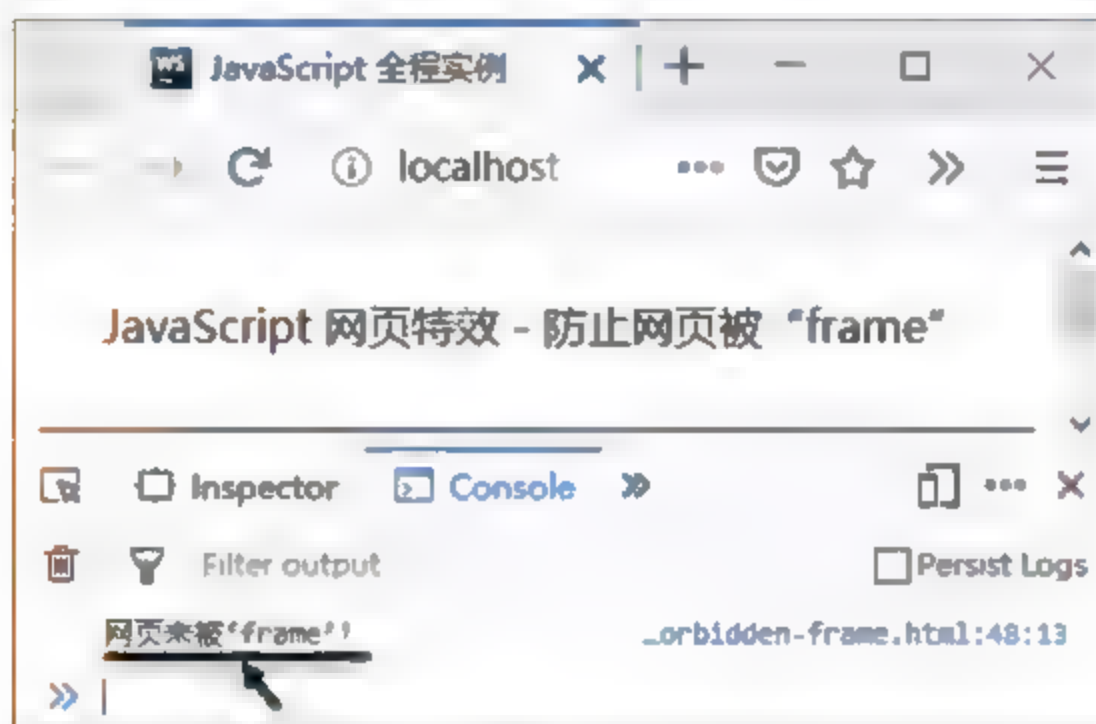 WS JavaScript 全程实例
localhost
JavaScript 网页特效 - 防止网页被 “frame”
Inspector Console
Filter output Persist Logs
网页未被‘frame’! …orbidden-frame.html:48:13